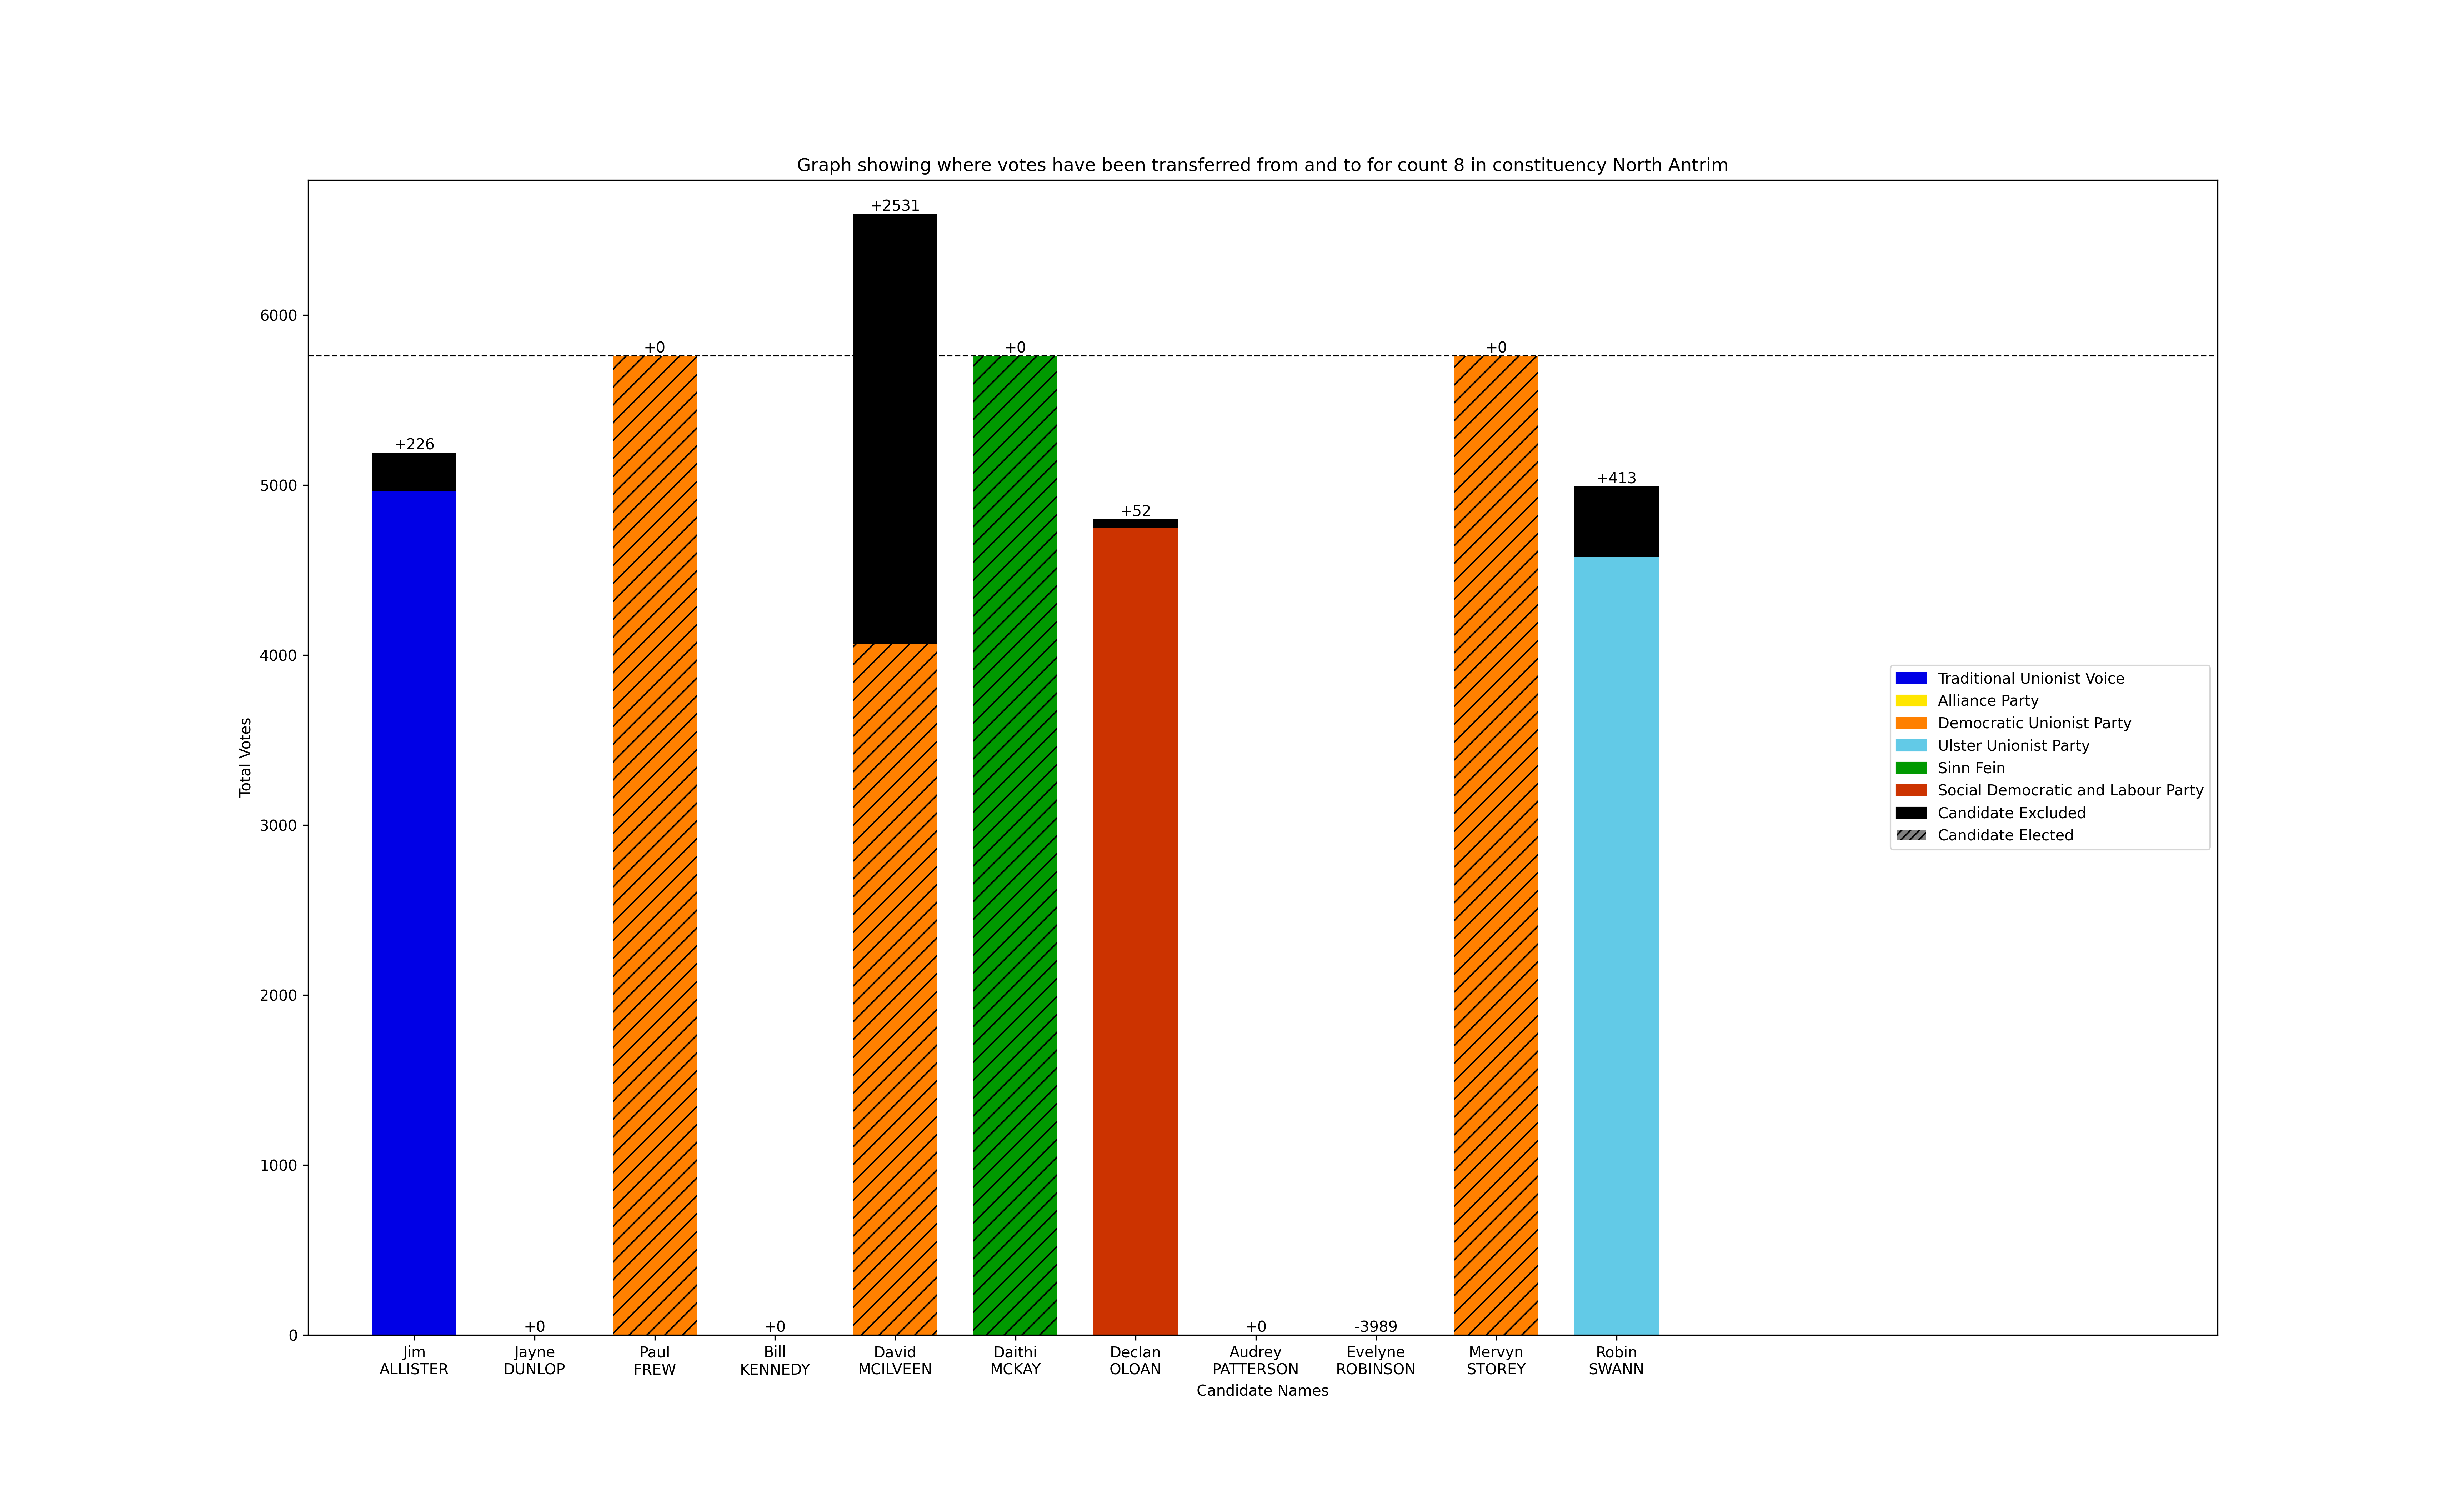 Graph showing where votes have been transferred from and to for count 8 in constituency North Antrim
Total Votes
6000
5000
4000
3000
2000
1000
0
+226
+0
+0
+0
+2531
+0
+52
+0
-3989
+0
+413
Jim
ALLISTER
Jayne
DUNLOP
Paul
FREW
Bill
KENNEDY
David
MCILVEEN
Daithi
MCKAY
Declan
OLOAN
Audrey
PATTERSON
Evelyne
ROBINSON
Mervyn
STOREY
Robin
SWANN
Candidate Names
Traditional Unionist Voice
Alliance Party
Democratic Unionist Party
Ulster Unionist Party
Sinn Fein
Social Democratic and Labour Party
Candidate Excluded
Candidate Elected